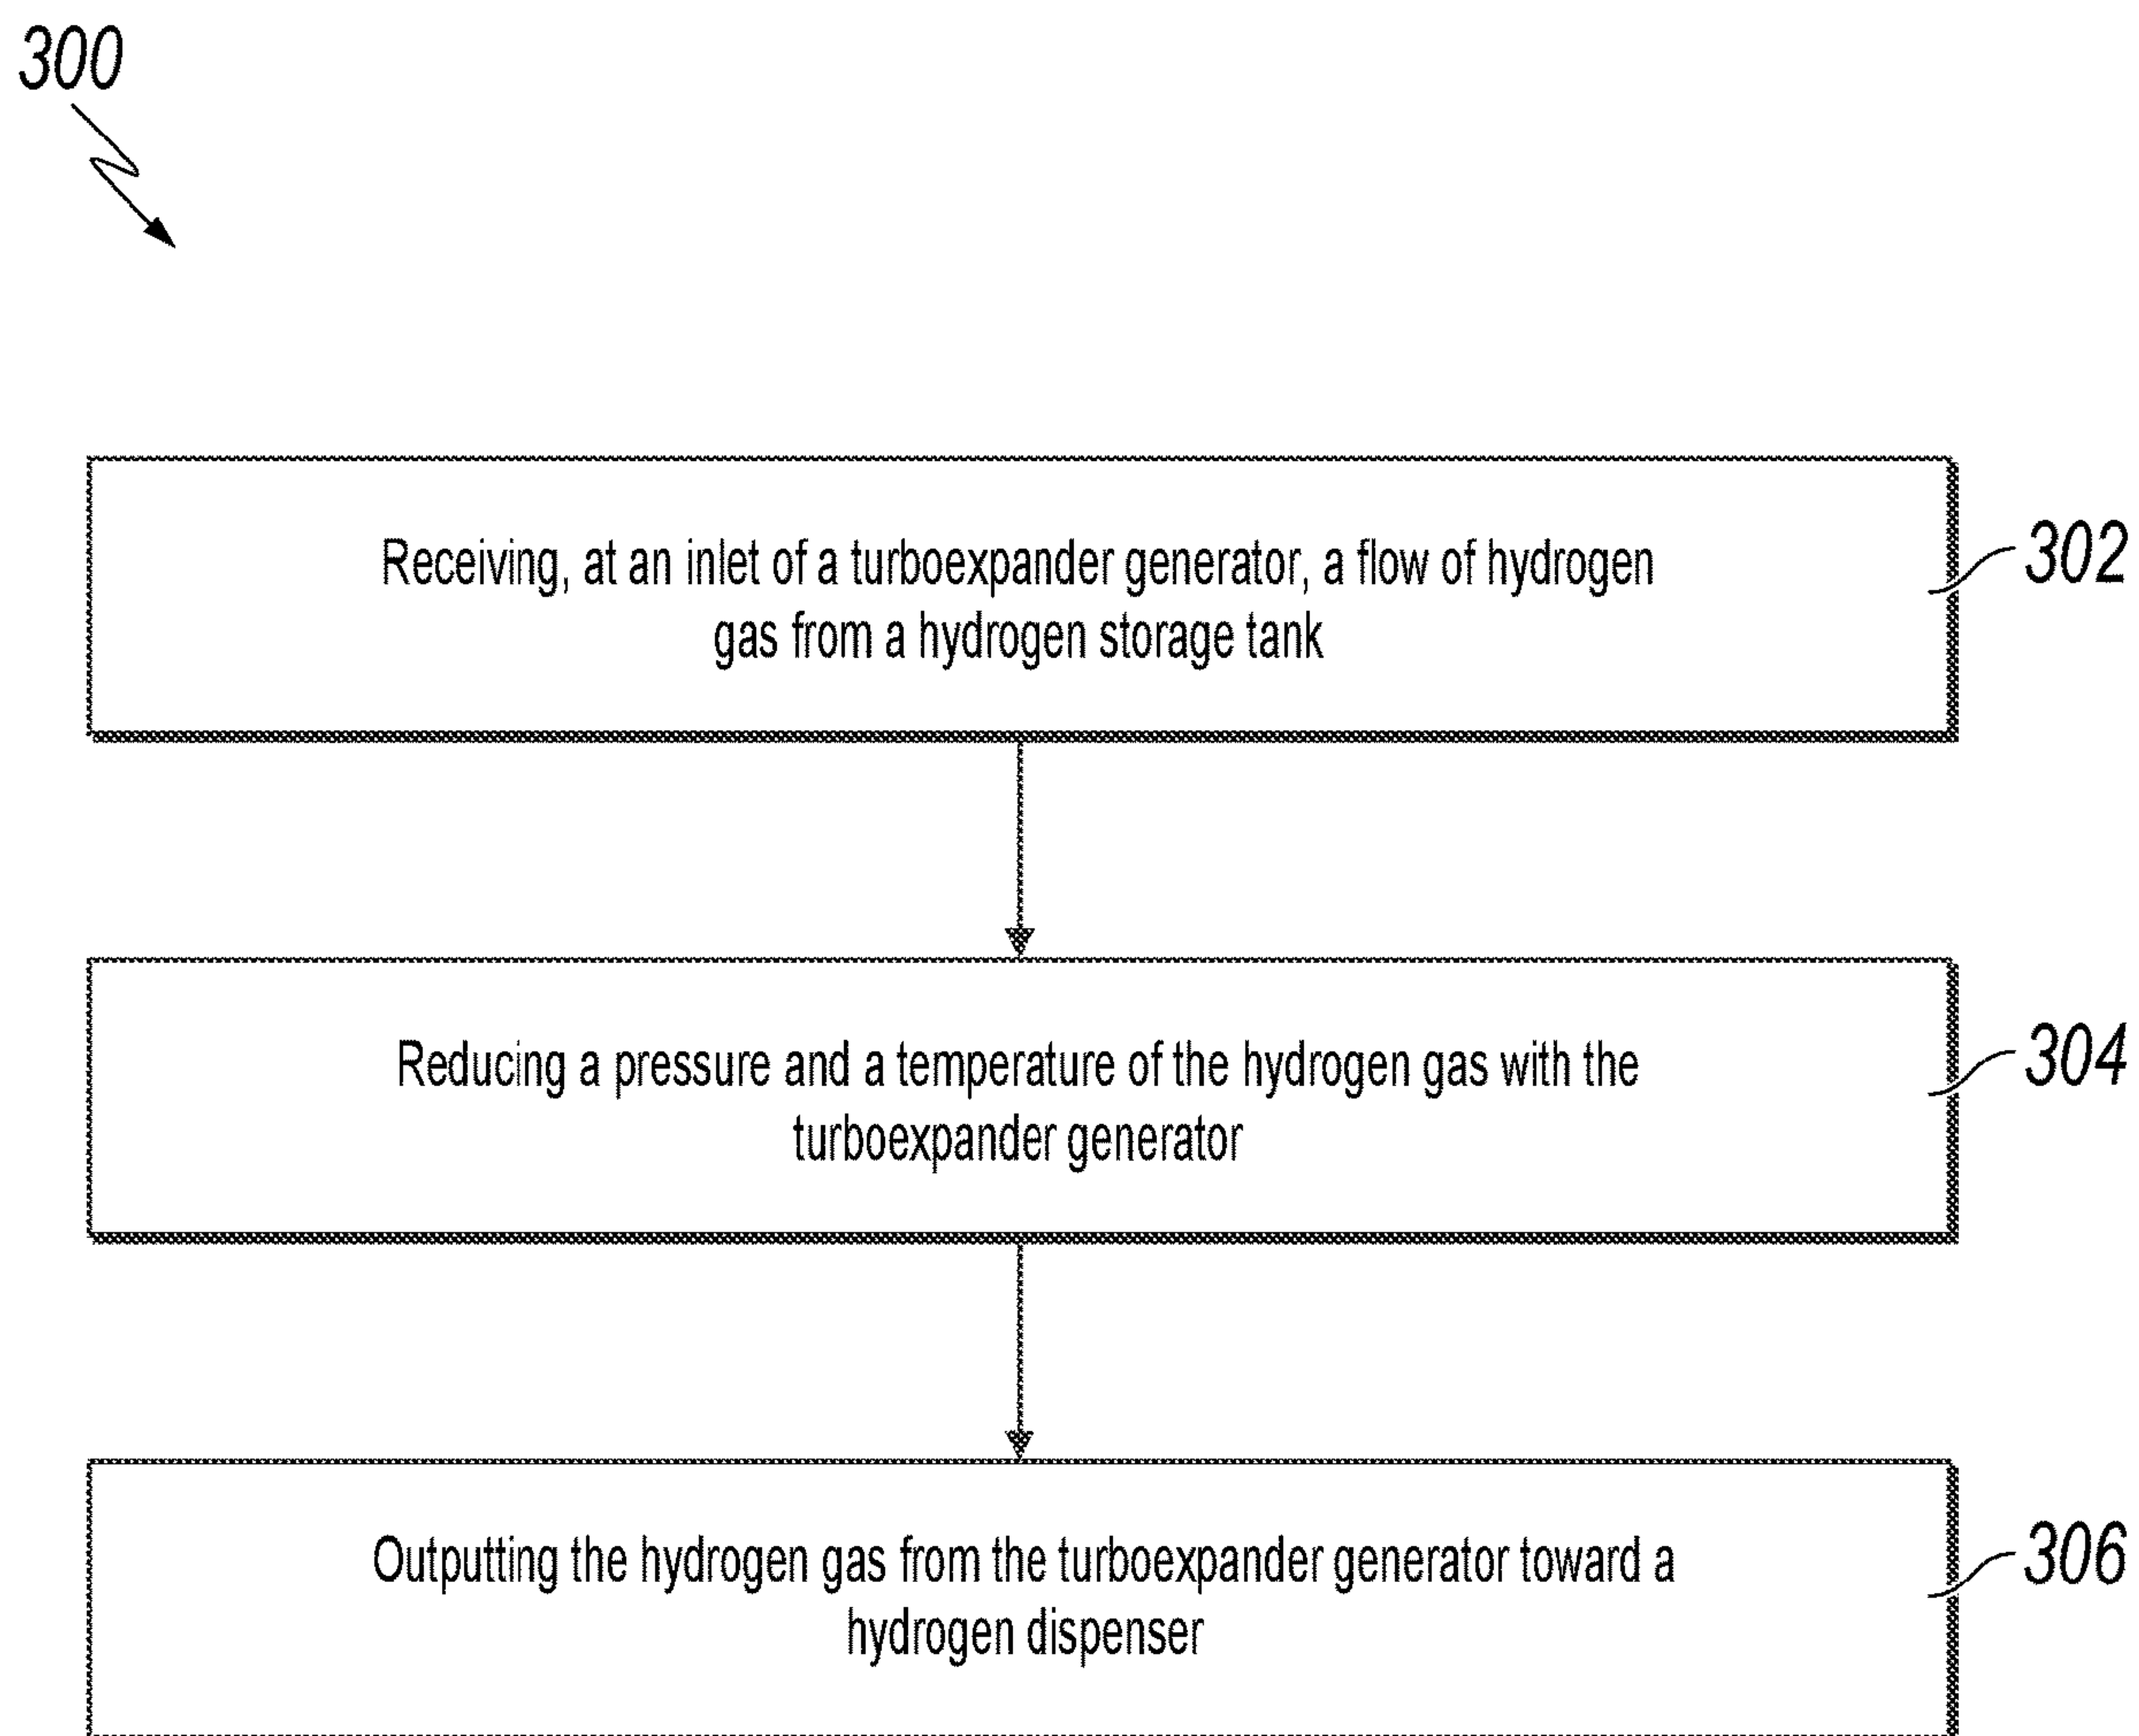 300
Receiving, at an inlet of a turboexpander generator, a flow of hydrogen
gas from a hydrogen storage tank
302
Reducing a pressure and a temperature of the hydrogen gas with the
turboexpander generator
304
Outputting the hydrogen gas from the turboexpander generator toward a
hydrogen dispenser
306